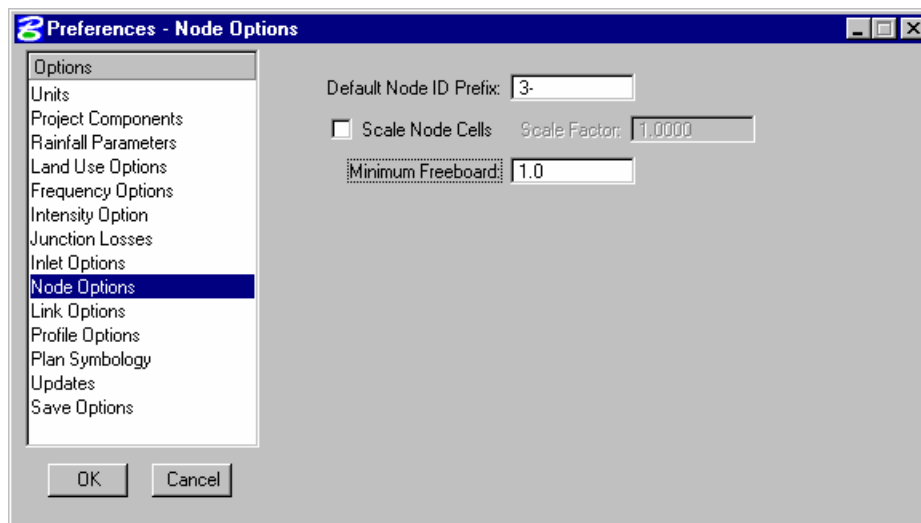 Preferences - Node Options
Options
Units
Project Components
Rainfall Parameters
Land Use Options
Frequency Options
Intensity Option
Junction Losses
Inlet Options
Node Options
Link Options
Profile Options
Plan Symbology
Updates
Save Options
Default Node ID Prefix: 3-
Scale Node Cells Scale Factor: 1.0000
Minimum Freeboard: 1.0
OK Cancel